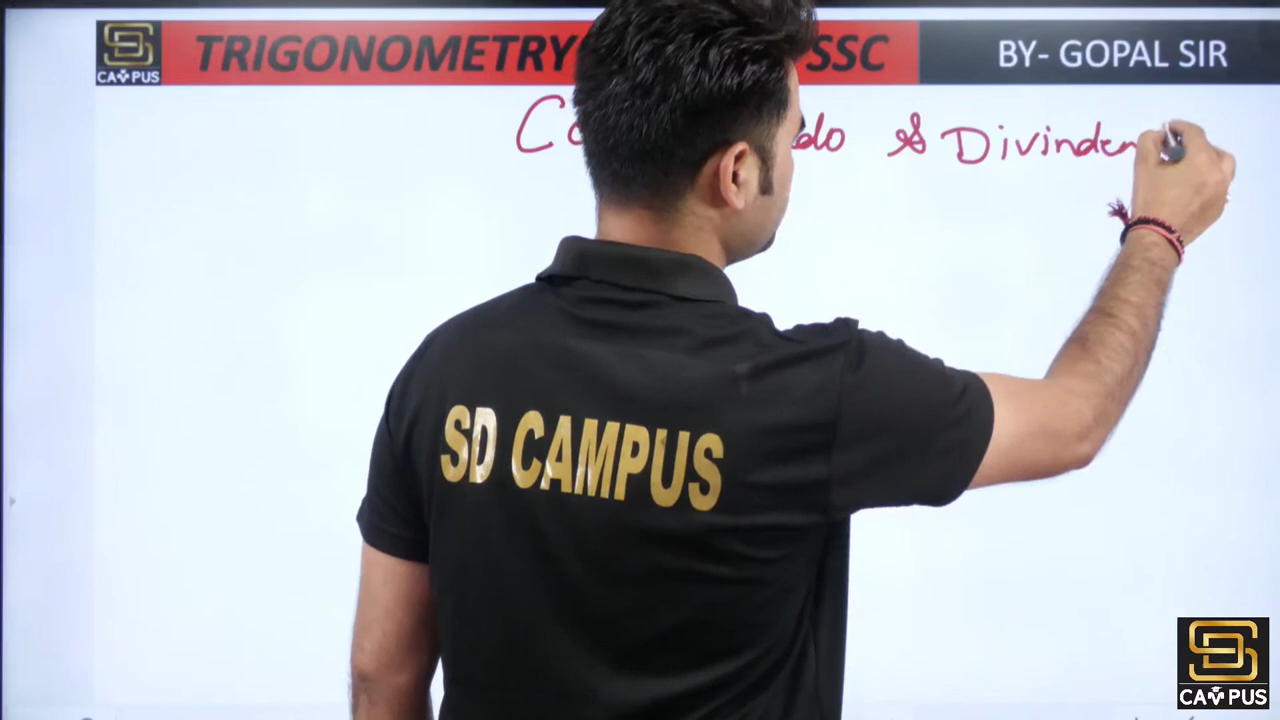 TRIGONOMETRY SSC BY- GOPAL SIR
CAMPUS
do & Divinden
SD CAMPUS
CAMPUS